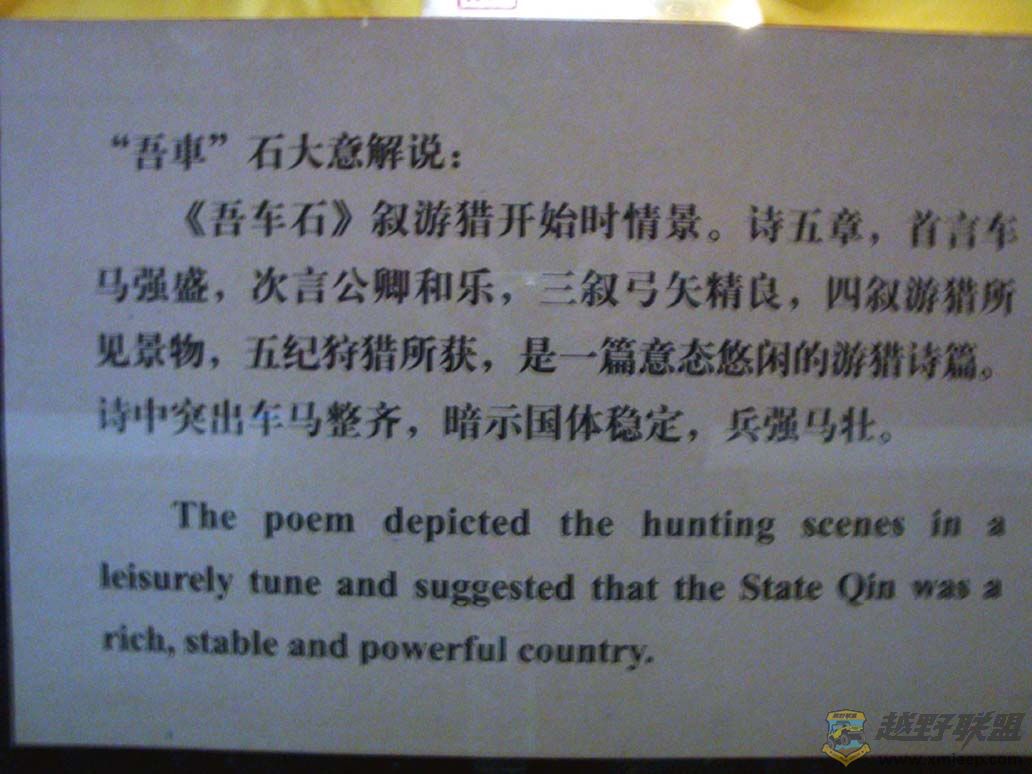 “吾車”石大意解说：
《吾车石》叙游猎开始时情景。诗五章，首言车
马强盛，次言公卿和乐，三叙弓矢精良，四叙游猎所
见景物，五纪狩猎所获，是一篇意态悠闲的游猎诗篇。
诗中突出车马整齐，暗示国体稳定，兵强马壮。
The poem depicted the hunting scenes in a
leisurely tune and suggested that the State Qin was a
rich, stable and powerful country.
越野联盟
www.xmjeep.com